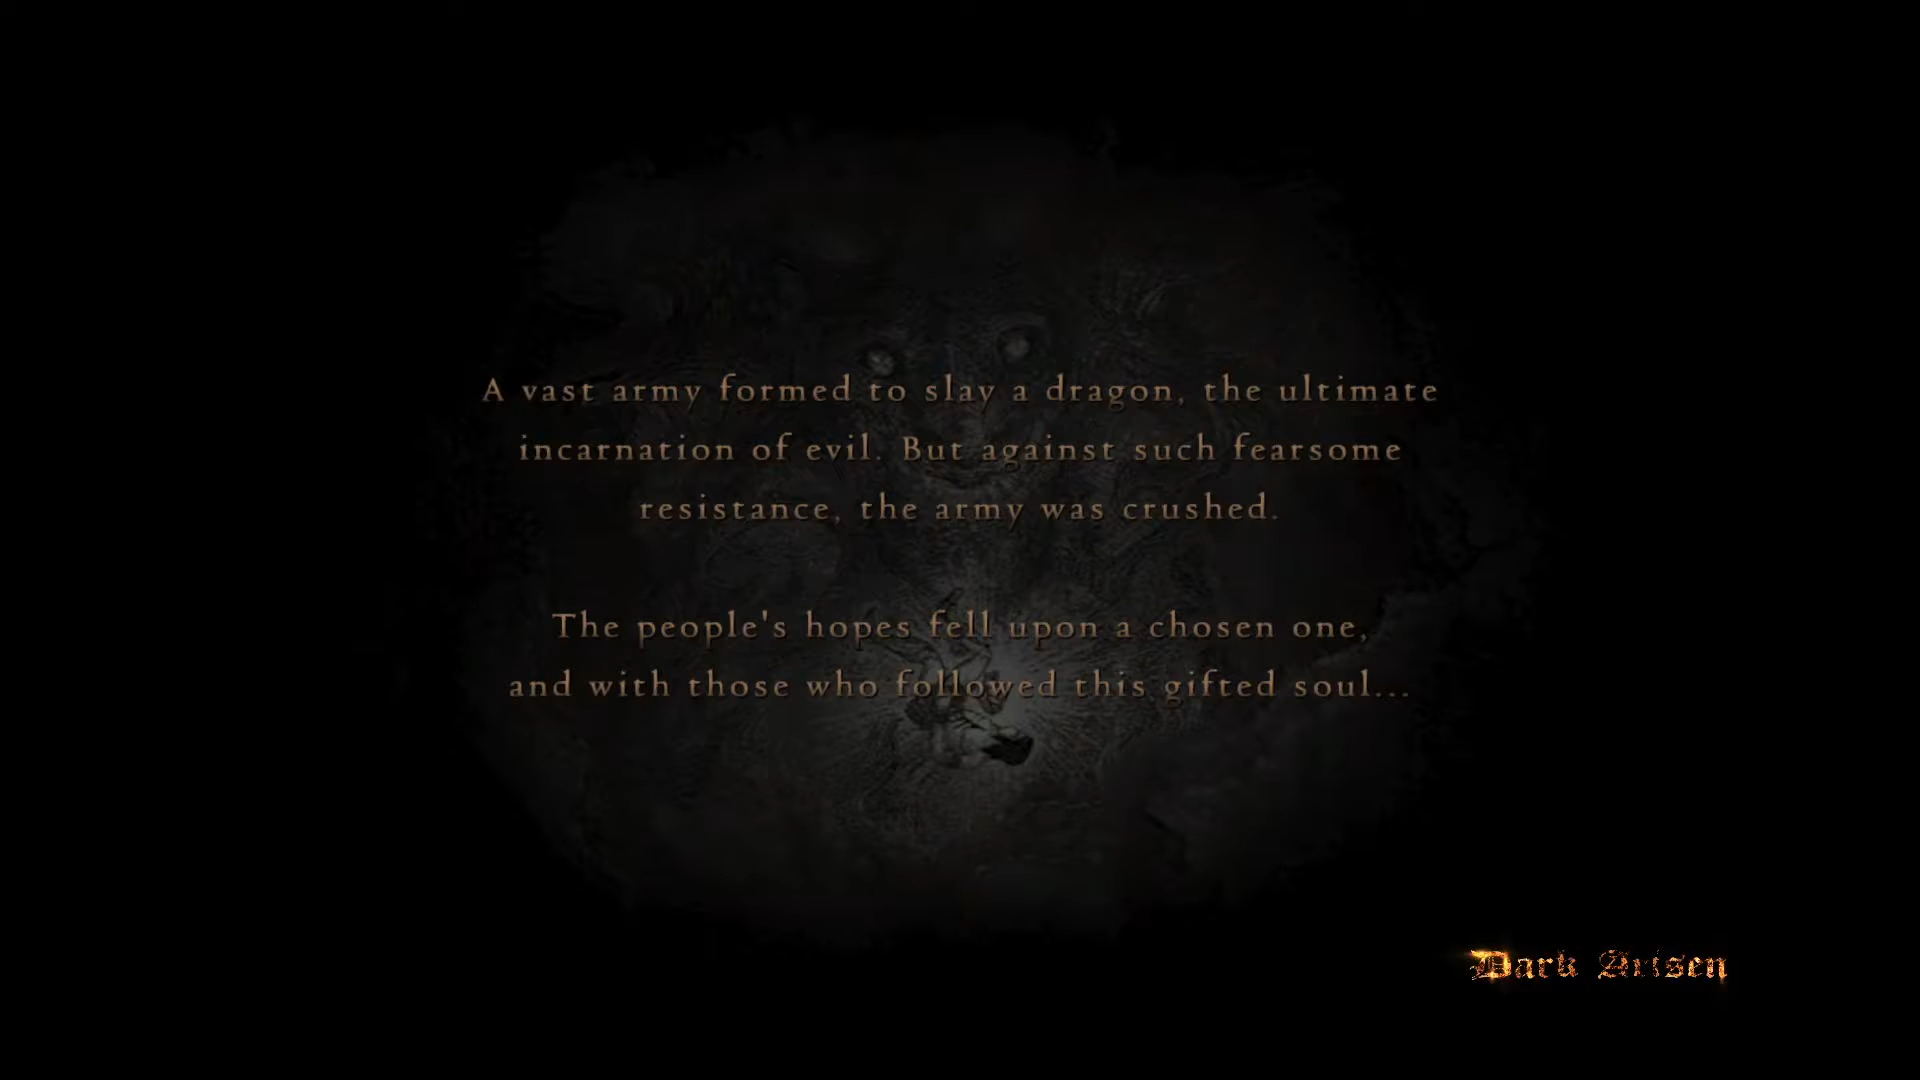 A vast army formed to slay a dragon, the ultimate
incarnation of evil. But against such fearsome
resistance, the army was crushed.
The people's hopes fell upon a chosen one,
and with those who followed this gifted soul...
Dark Arisen